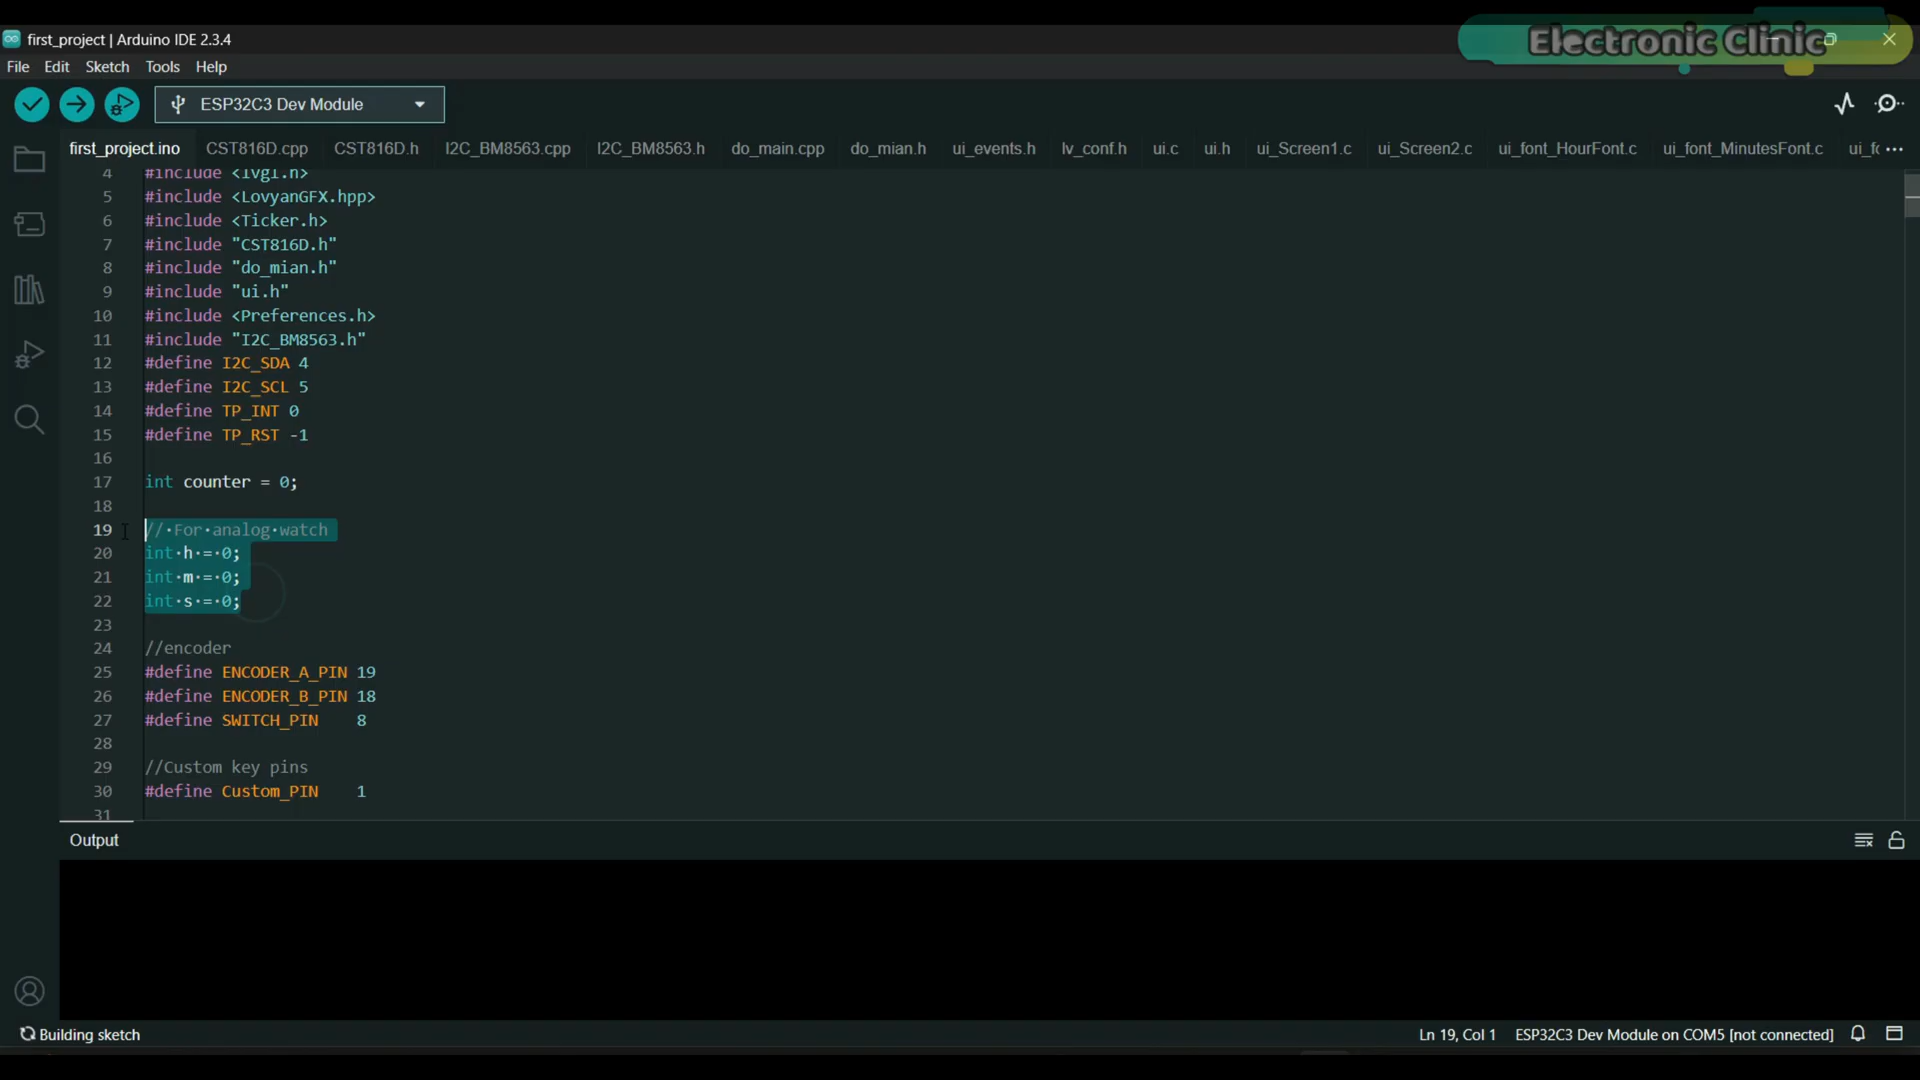 Electronic Clinic
first_project | Arduino IDE 2.3.4
File Edit Sketch Tools Help
ESP32C3 Dev Module
first_project.ino CST816D.cpp CST816D.h I2C_BM8563.cpp I2C_BM8563.h do_main.cpp do_mian.h ui_events.h lv_conf.h ui.c ui.h ui_Screen1.c ui_Screen2.c ui_font_HourFont.c ui_font_MinutesFont.c ui_fo ...
4 #include <lvgl.h>
5 #include <LovyanGFX.hpp>
6 #include <Ticker.h>
7 #include "CST816D.h"
8 #include "do_mian.h"
9 #include "ui.h"
10 #include <Preferences.h>
11 #include "I2C_BM8563.h"
12 #define I2C_SDA 4
13 #define I2C_SCL 5
14 #define TP_INT 0
15 #define TP_RST -1
16
17 int counter = 0;
18
19 // For analog watch
20 int h = 0;
21 int m = 0;
22 int s = 0;
23
24 //encoder
25 #define ENCODER_A_PIN 19
26 #define ENCODER_B_PIN 18
27 #define SWITCH_PIN 8
28
29 //Custom key pins
30 #define Custom_PIN 1
31
Output
Building sketch
Ln 19, Col 1 ESP32C3 Dev Module on COM5 [not connected]